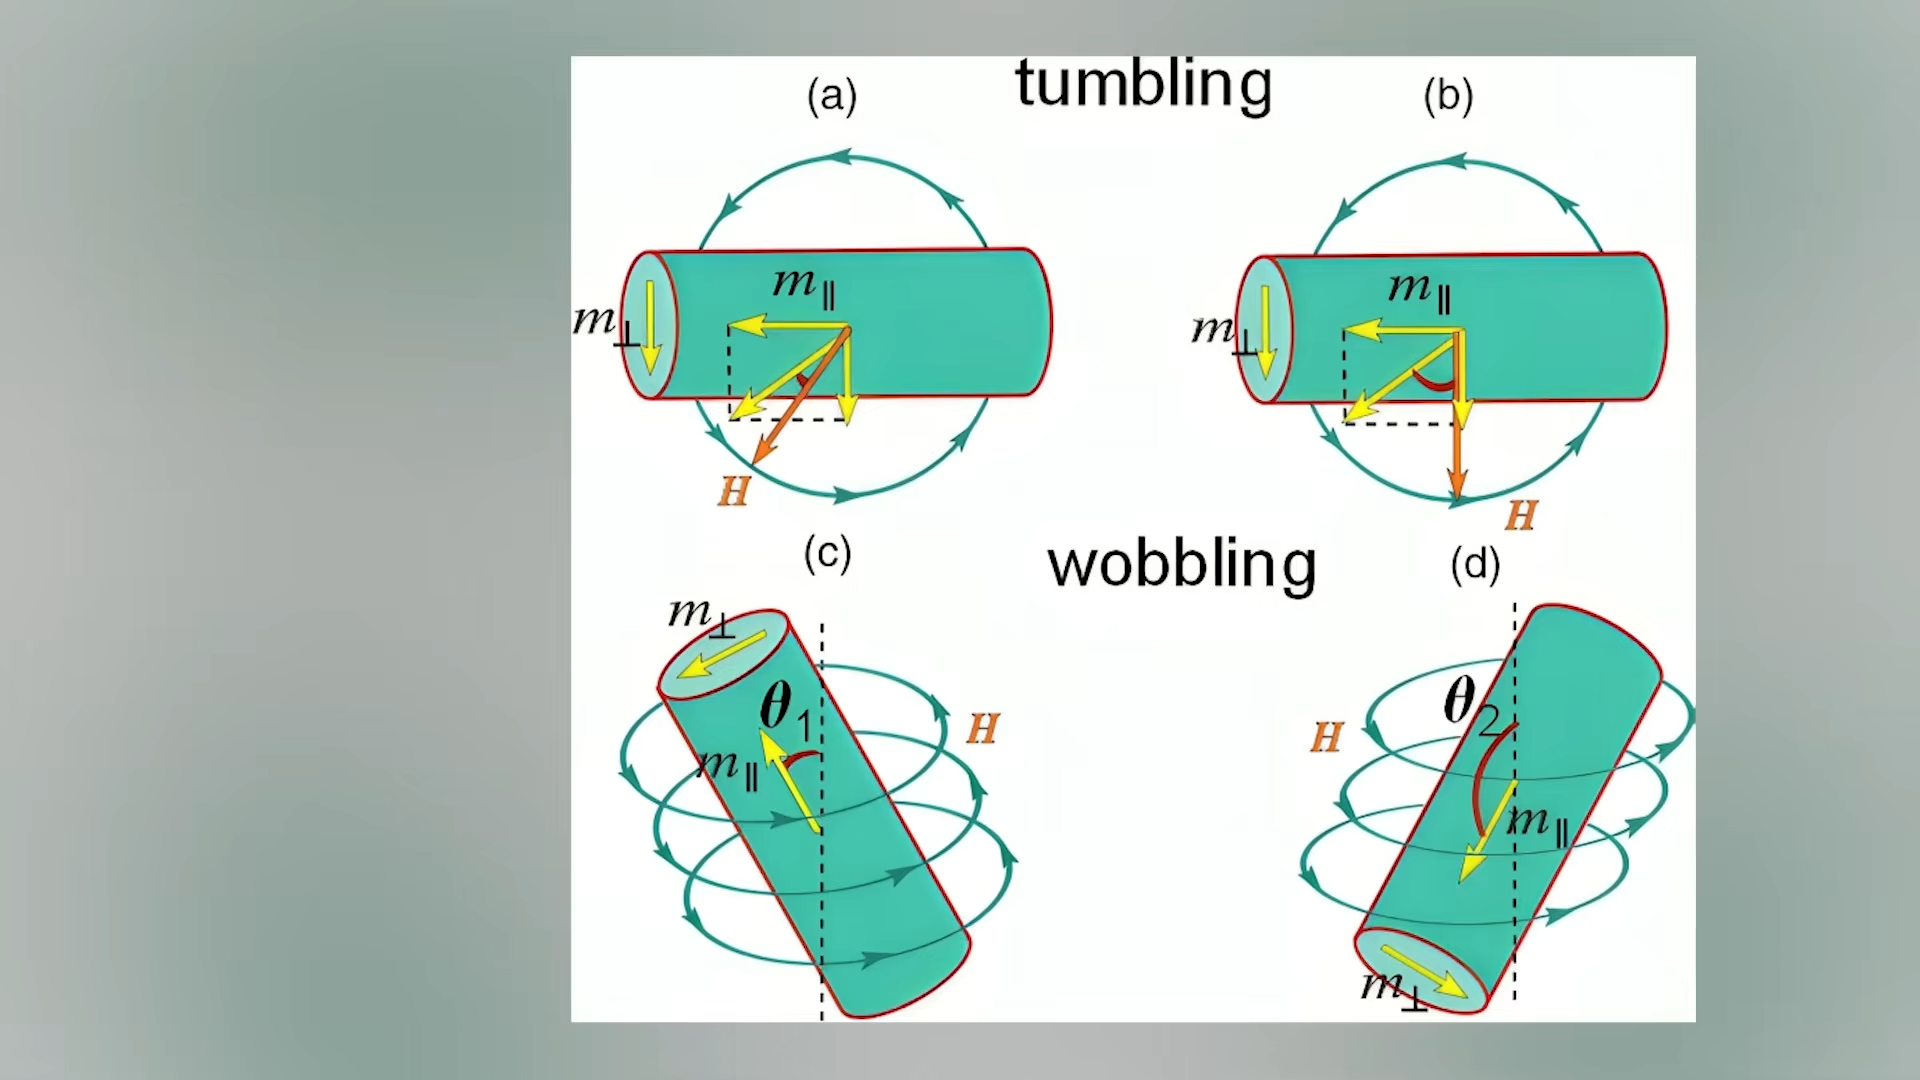 tumbling
(a)
(b)
m∥
m⊥
H
m∥
m⊥
H
wobbling
(c)
(d)
m⊥
θ1
m∥
H
θ2
H
m∥
m⊥